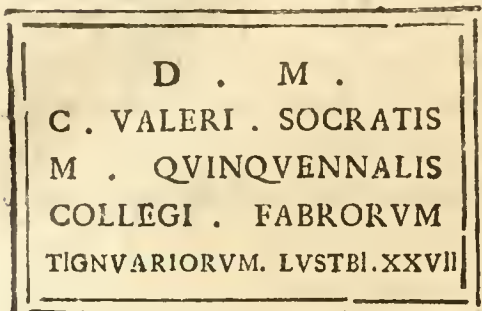 D . M .
C . VALERI . SOCRATIS
M . QVINQVENNALIS
COLLEGI . FABRORVM
TIGNVARIORVM. LVSTBI.XXVII